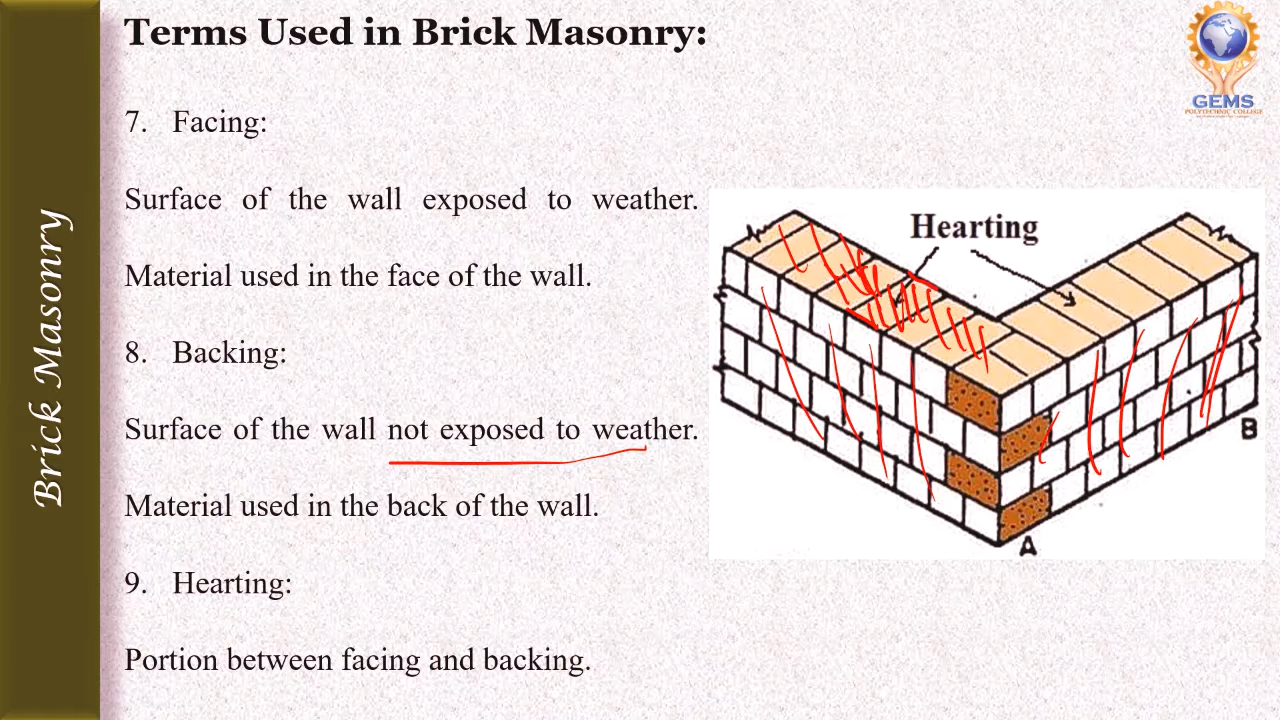 Terms Used in Brick Masonry:
GEMS
POLYTECHNIC COLLEGE
7. Facing:
Surface of the wall exposed to weather.
Material used in the face of the wall.
8. Backing:
Surface of the wall not exposed to weather.
Material used in the back of the wall.
9. Hearting:
Portion between facing and backing.
Brick Masonry
Hearting
B
A